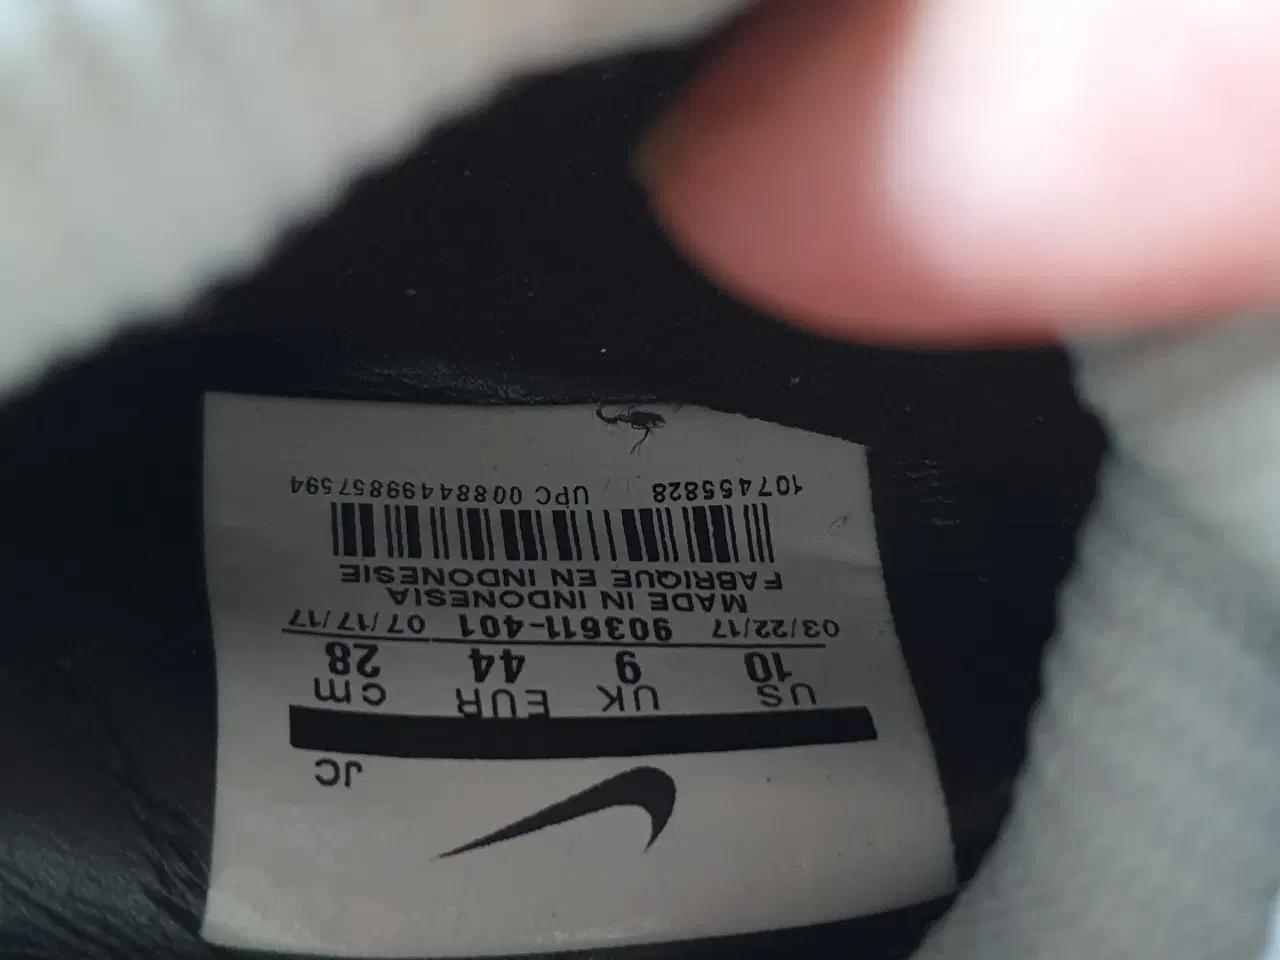 JC
US UK EUR cm
10 9 44 28
03/22/17 903611-401 07/17/17
MADE IN INDONESIA
FABRIQUE EN INDONESIE
107455828 UPC 00884499857594